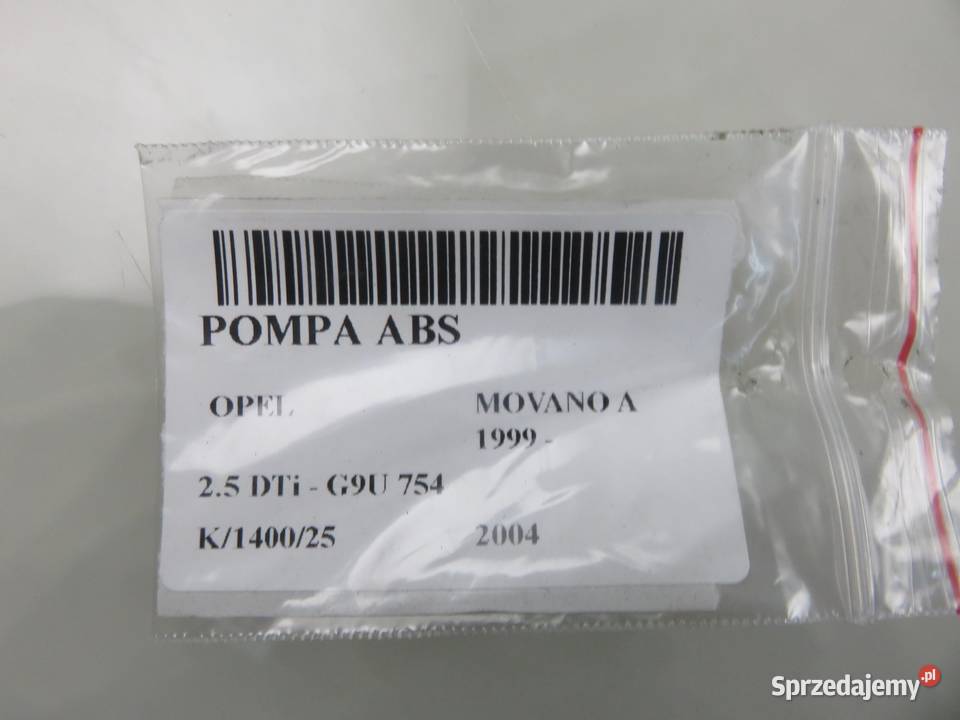 POMPA ABS
OPEL MOVANO A
1999 -
2.5 DTi - G9U 754
K/1400/25 2004
Sprzedajemy.pl